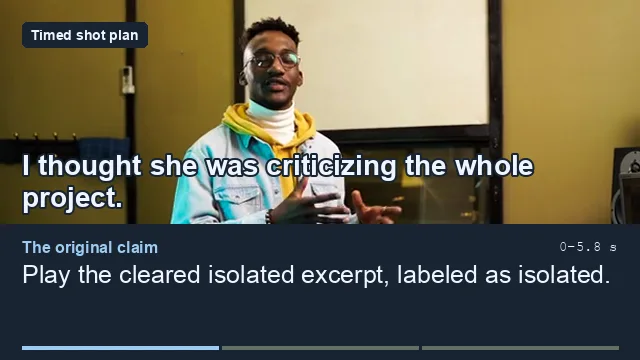 Timed shot plan
I thought she was criticizing the whole
project.
The original claim
0–5.8 s
Play the cleared isolated excerpt, labeled as isolated.